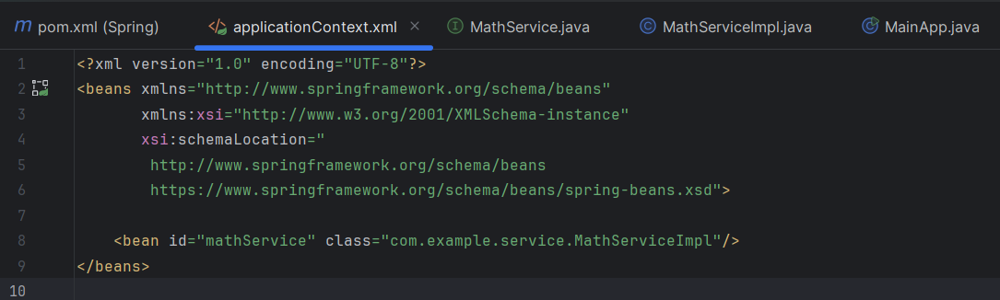 m pom.xml (Spring) </> applicationContext.xml × I MathService.java C MathServiceImpl.java C MainApp.java
1 <?xml version="1.0" encoding="UTF-8"?>
2 <beans xmlns="http://www.springframework.org/schema/beans"
3 xmlns:xsi="http://www.w3.org/2001/XMLSchema-instance"
4 xsi:schemaLocation="
5 http://www.springframework.org/schema/beans
6 https://www.springframework.org/schema/beans/spring-beans.xsd">
7
8 <bean id="mathService" class="com.example.service.MathServiceImpl"/>
9 </beans>
10